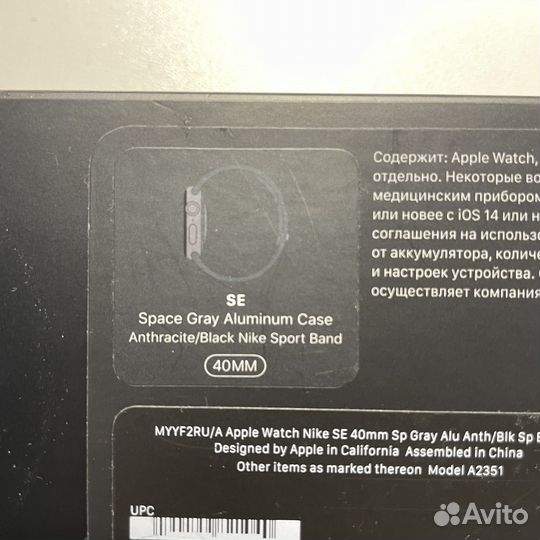 Содержит: Apple Watch,
отдельно. Некоторые
медицинским прибором
или новее с iOS 14 или
соглашения на
от аккумулятора,
и настроек устройства.
осуществляет компания
SE
Space Gray Aluminum Case
Anthracite/Black Nike Sport Band
40MM
MYYF2RU/A Apple Watch Nike SE 40mm Sp Gray Alu Anth/Blk Sp
Designed by Apple in California Assembled in China
Other items as marked thereon Model A2351
UPC
Avito